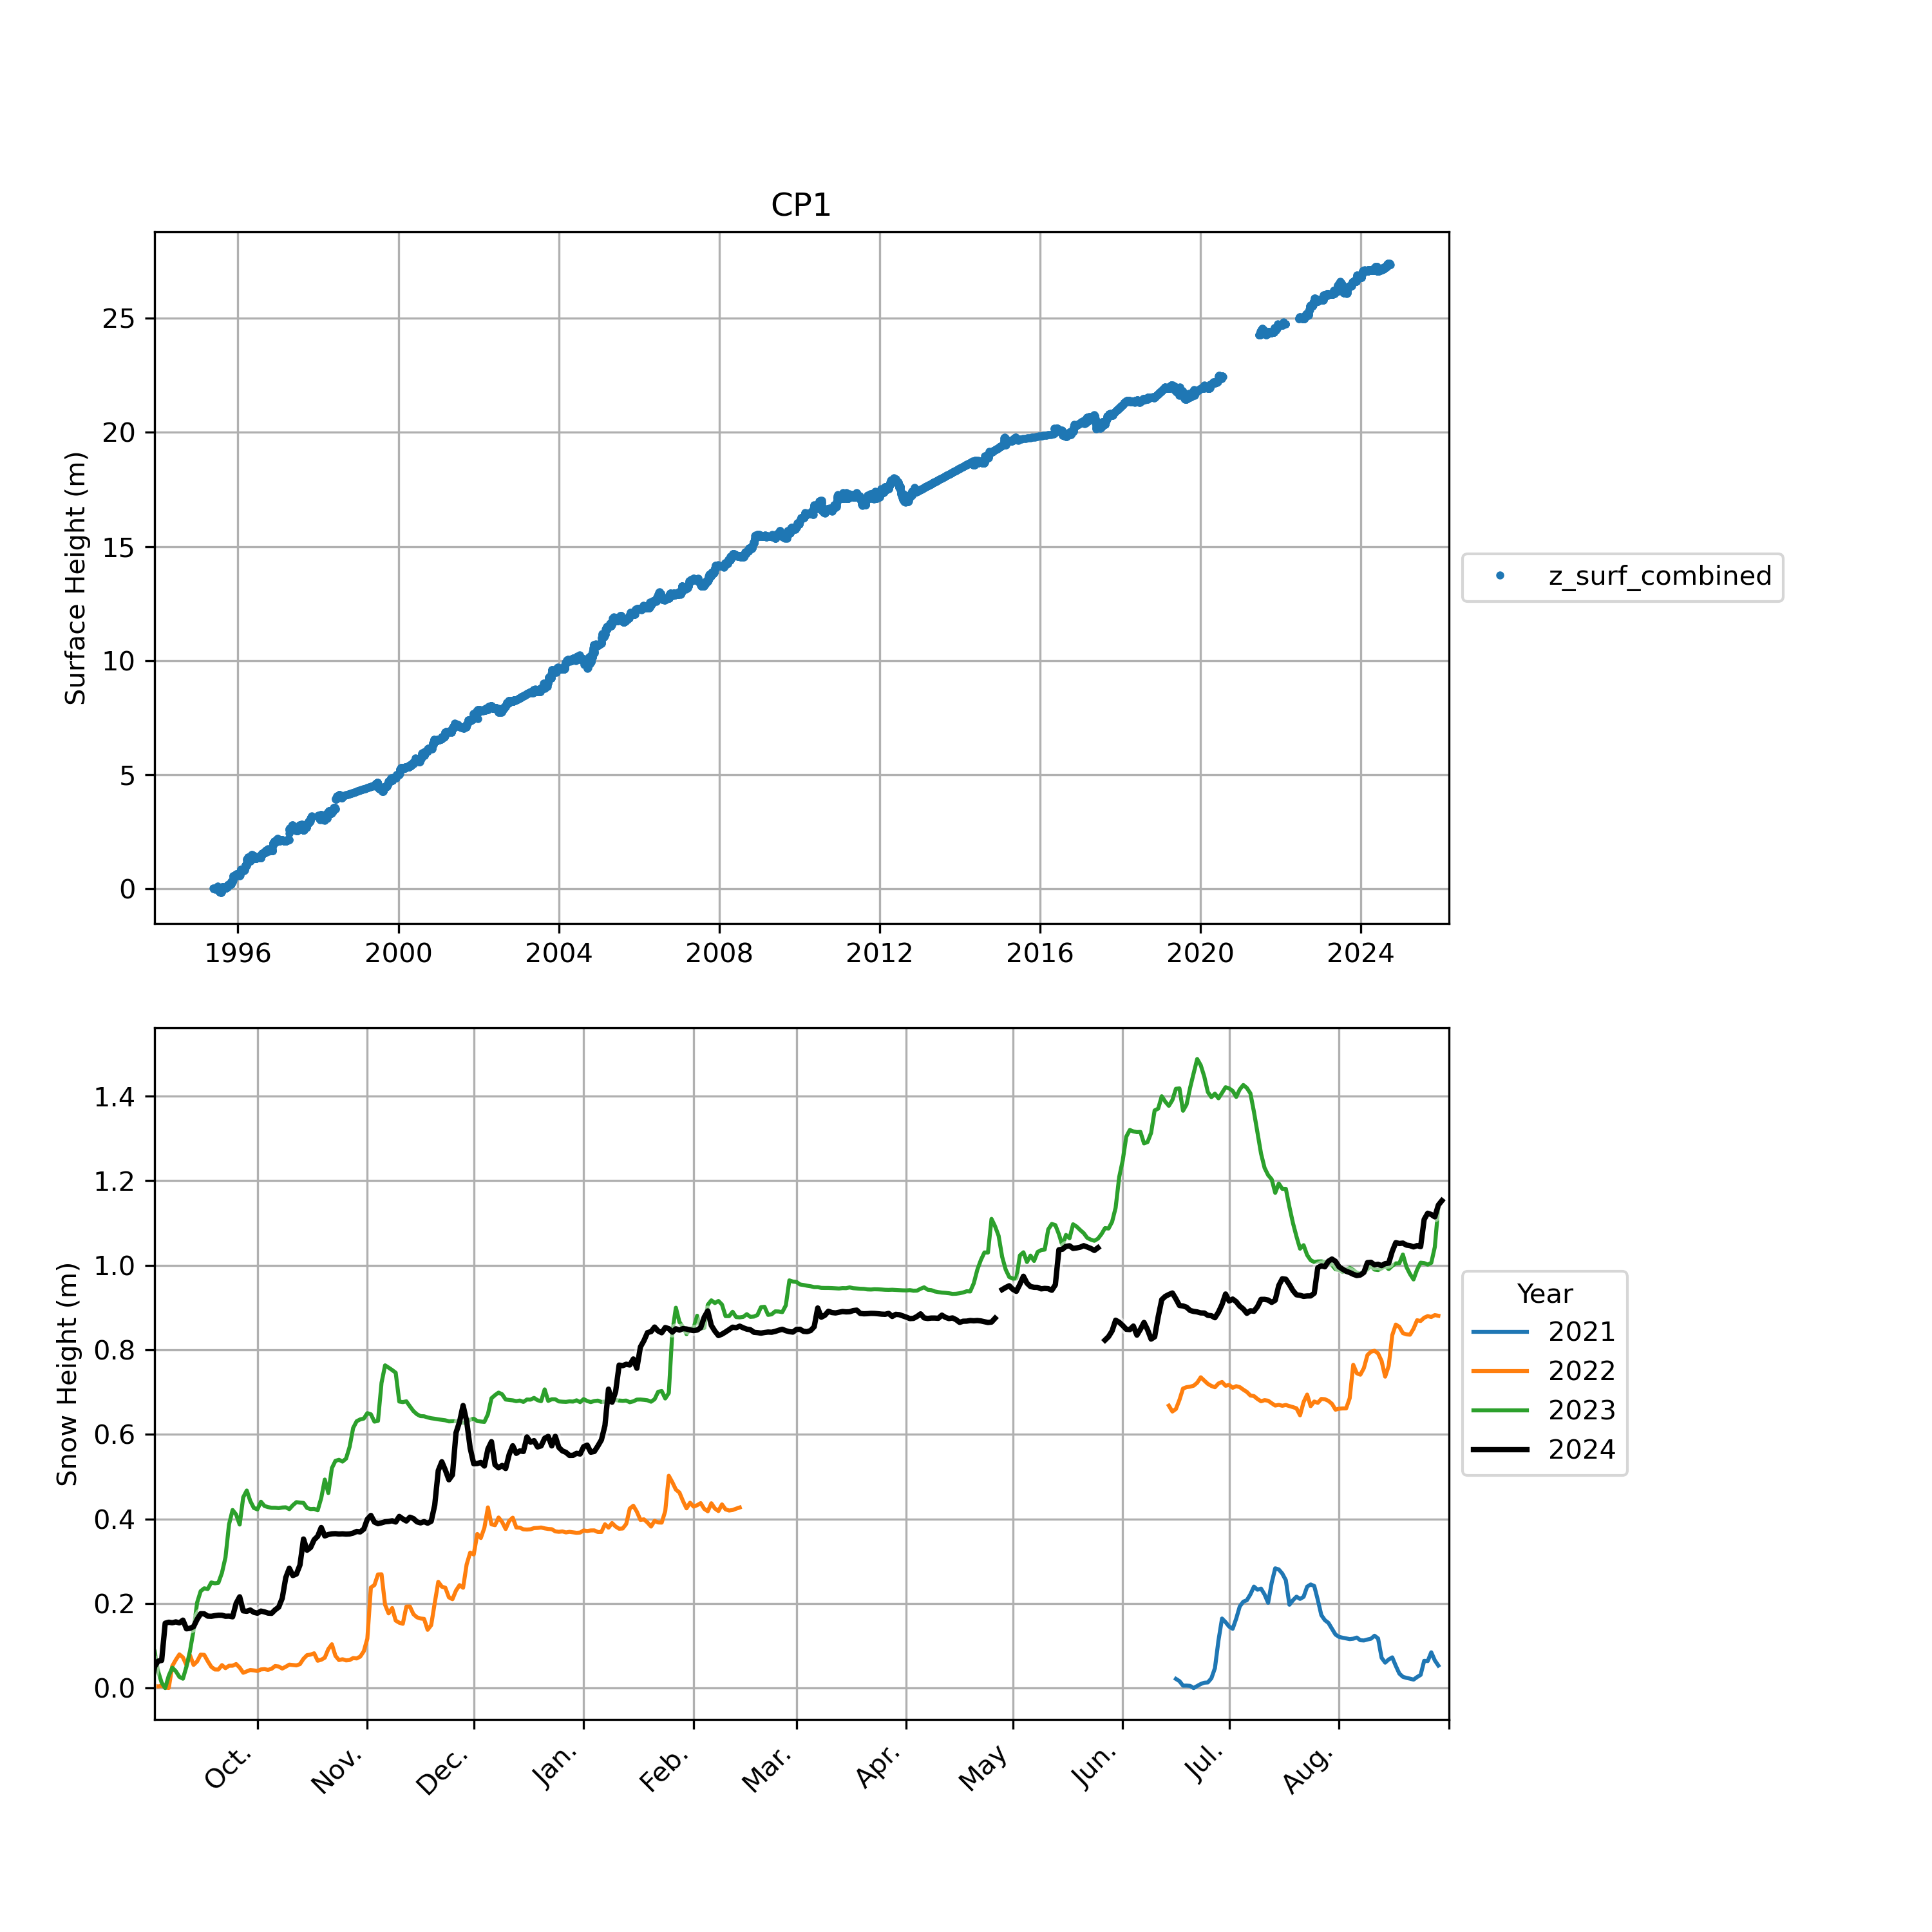 CP1
25
20
15
10
5
0
Surface Height (m)
1996 2000 2004 2008 2012 2016 2020 2024
z_surf_combined
1.4
1.2
1.0
0.8
0.6
0.4
0.2
0.0
Snow Height (m)
Oct. Nov. Dec. Jan. Feb. Mar. Apr. May Jun. Jul. Aug.
Year
2021
2022
2023
2024